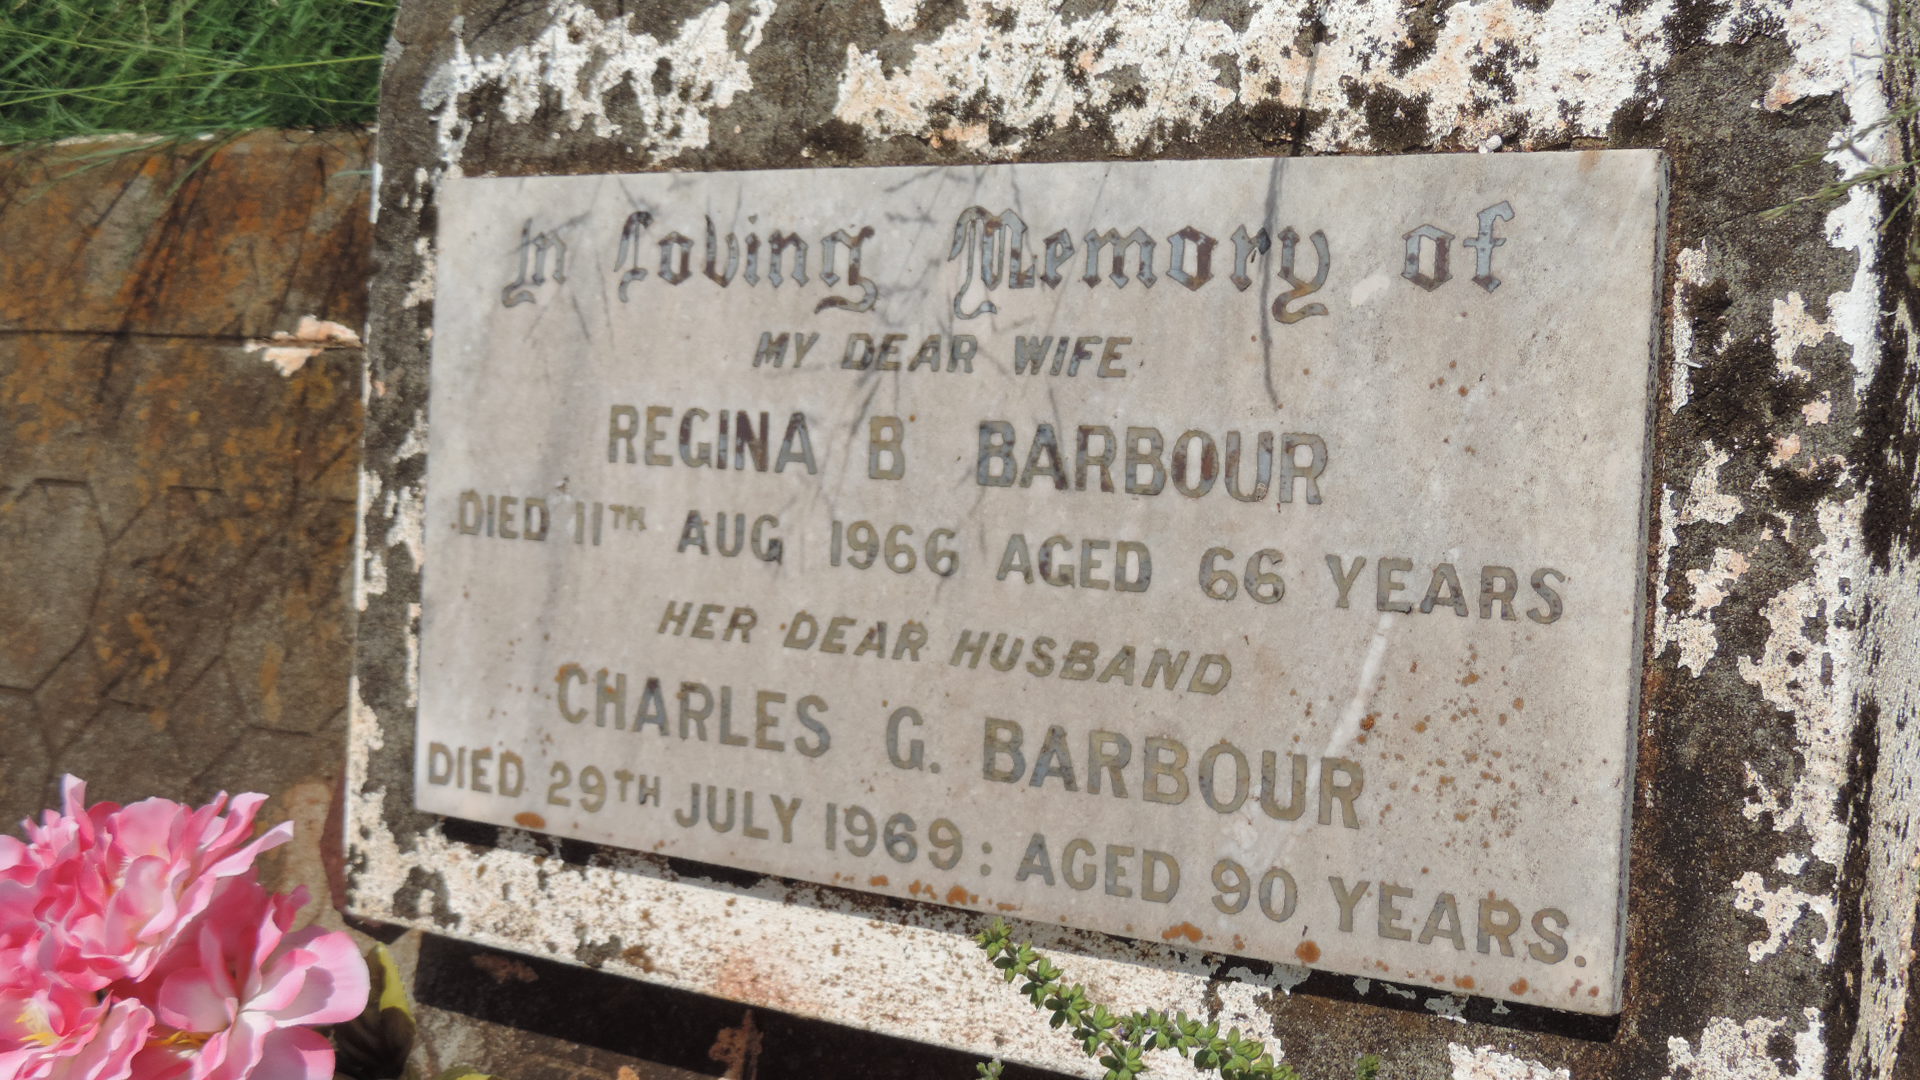 In Loving Memory of
MY DEAR WIFE
REGINA B BARBOUR
DIED 11TH AUG 1966 AGED 66 YEARS
HER DEAR HUSBAND
CHARLES G. BARBOUR
DIED 29TH JULY 1969: AGED 90 YEARS.